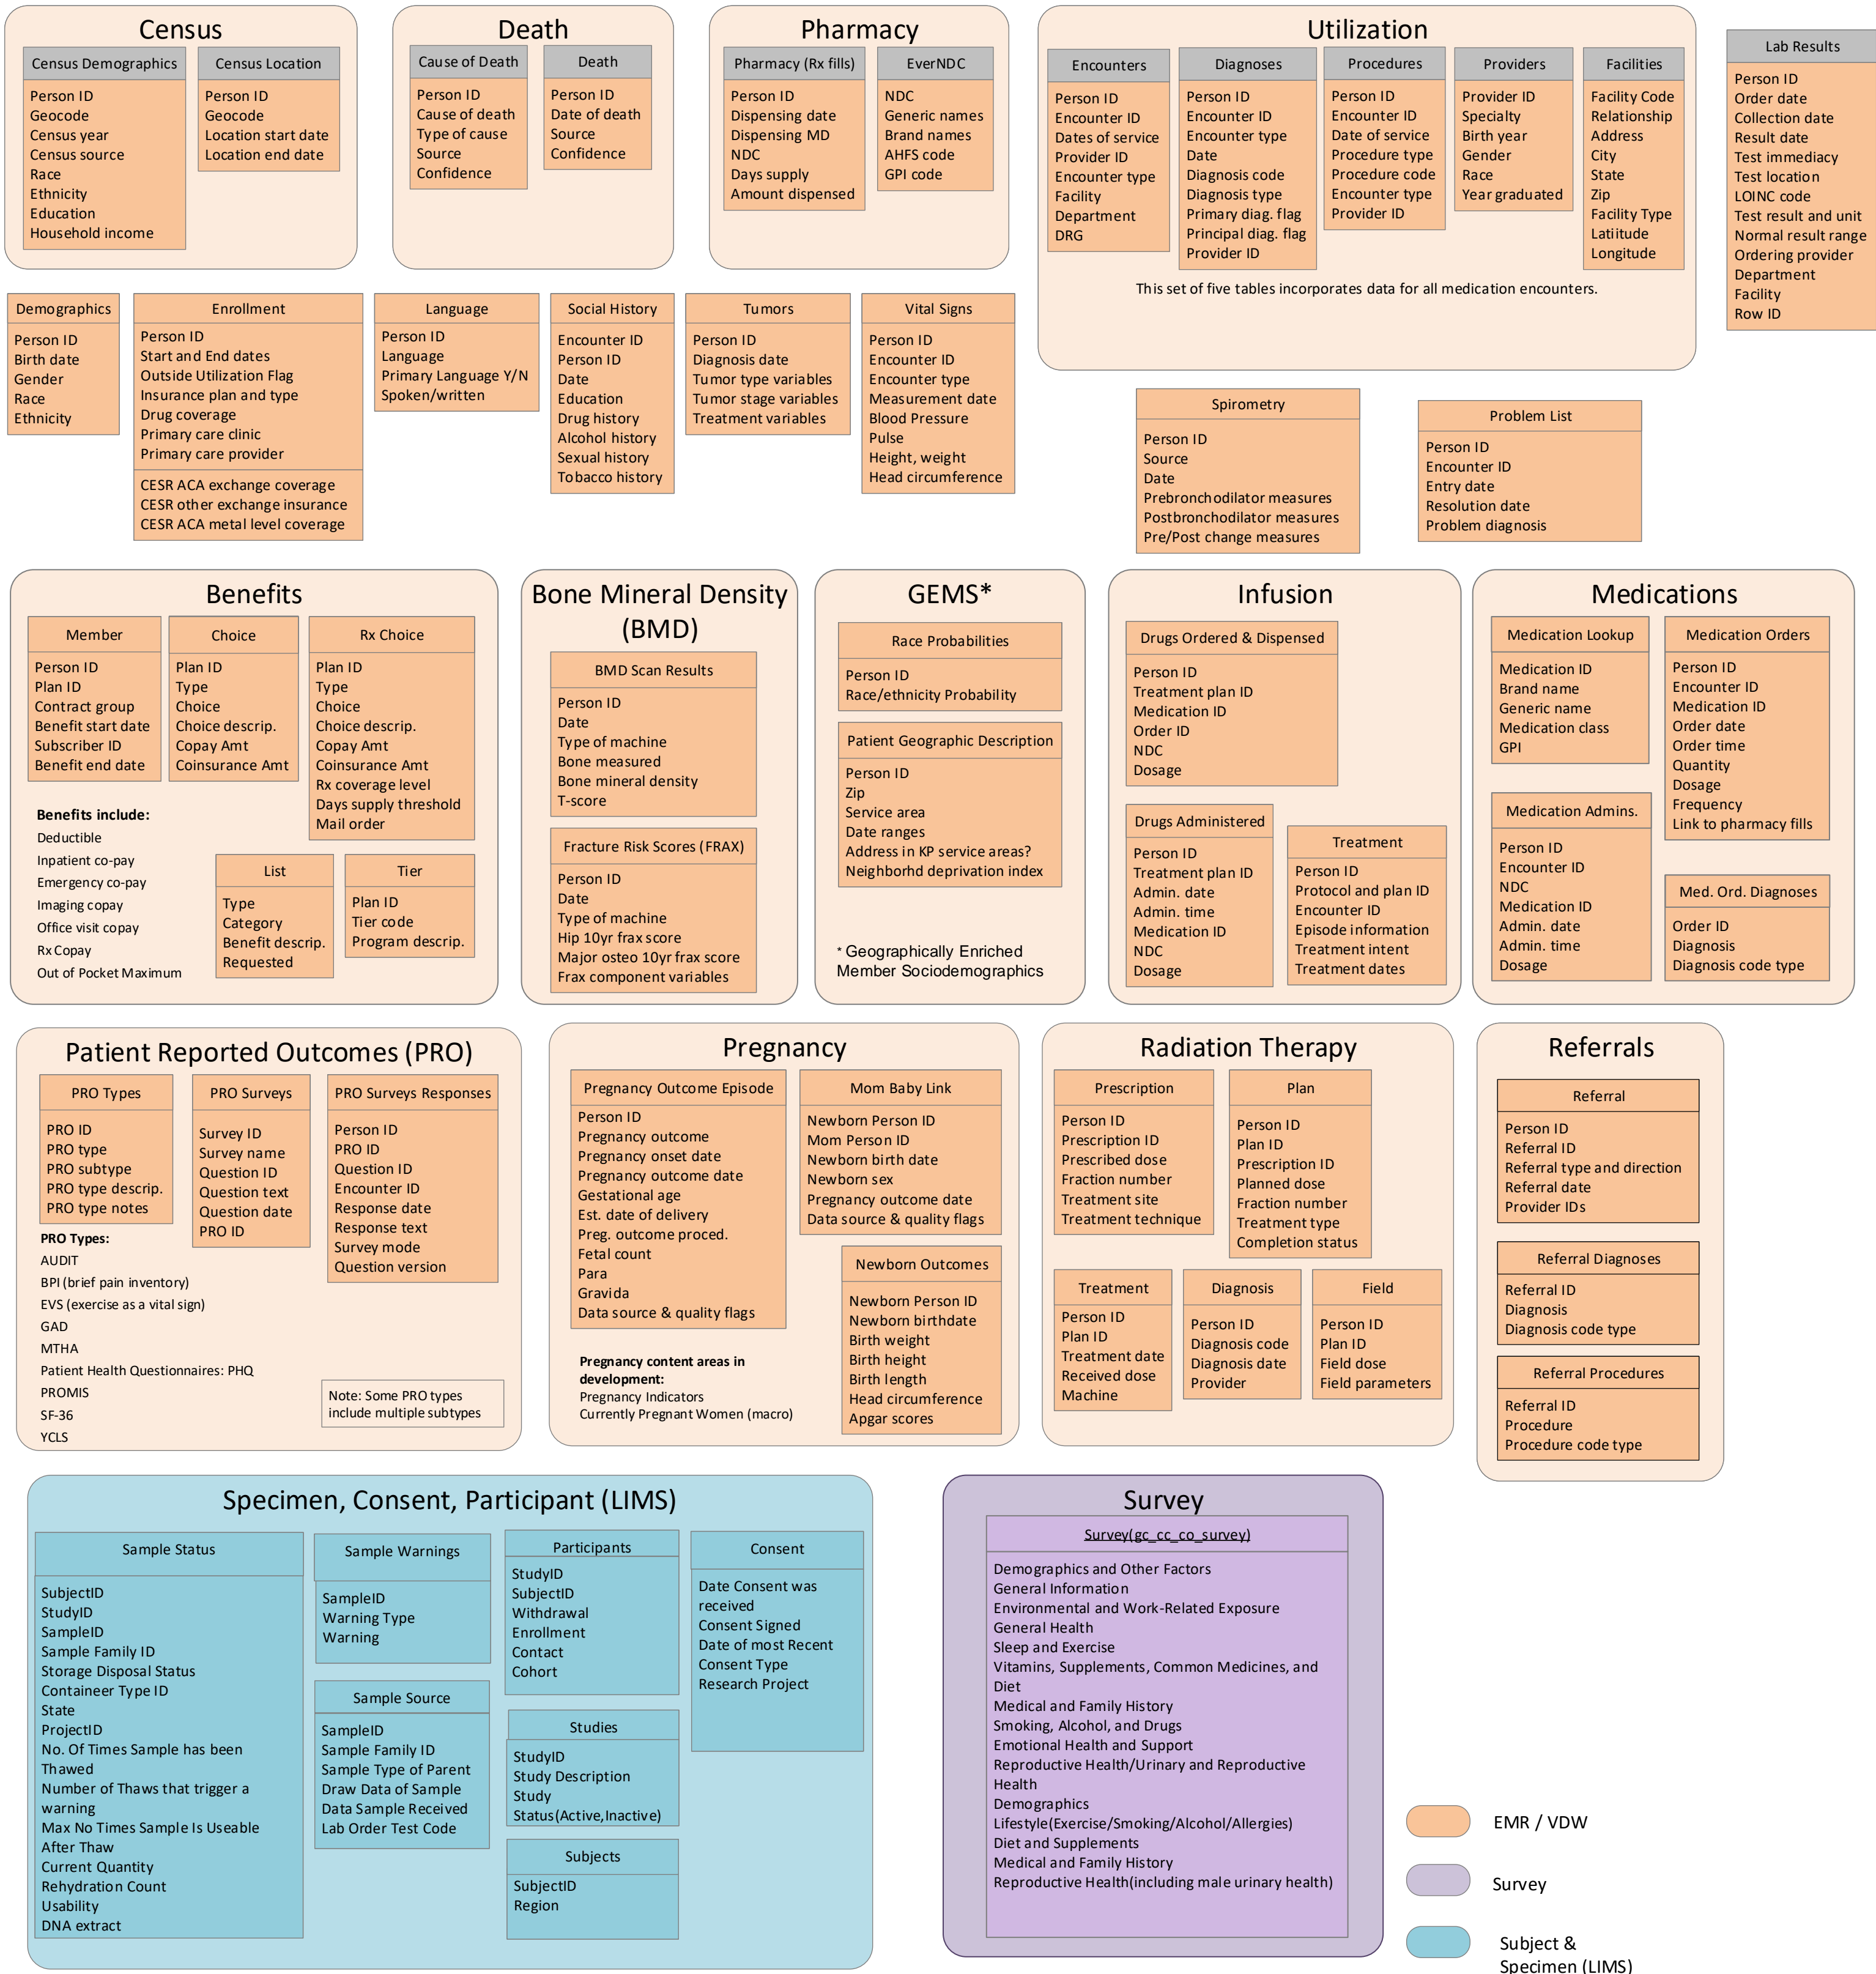 Census
Census Demographics
Person ID
Geocode
Census year
Census source
Race
Ethnicity
Education
Household income
Census Location
Person ID
Geocode
Location start date
Location end date
Death
Cause of Death
Person ID
Cause of death
Type of cause
Source
Confidence
Death
Person ID
Date of death
Source
Confidence
Pharmacy
Pharmacy (Rx fills)
Person ID
Dispensing date
Dispensing MD
NDC
Days supply
Amount dispensed
EverNDC
NDC
Generic names
Brand names
AHFS code
GPI code
Utilization
Encounters
Person ID
Encounter ID
Dates of service
Provider ID
Encounter type
Facility
Department
DRG
Diagnoses
Person ID
Encounter ID
Encounter type
Date
Diagnosis code
Diagnosis type
Primary diag. flag
Principal diag. flag
Provider ID
Procedures
Person ID
Encounter ID
Date of service
Procedure type
Procedure code
Encounter type
Provider ID
Providers
Provider ID
Specialty
Birth year
Gender
Race
Year graduated
Facilities
Facility Code
Relationship
Address
City
State
Zip
Facility Type
Latiitude
Longitude
This set of five tables incorporates data for all medication encounters.
Lab Results
Person ID
Order date
Collection date
Result date
Test immediacy
Test location
LOINC code
Test result and unit
Normal result range
Ordering provider
Department
Facility
Row ID
Demographics
Person ID
Birth date
Gender
Race
Ethnicity
Enrollment
Person ID
Start and End dates
Outside Utilization Flag
Insurance plan and type
Drug coverage
Primary care clinic
Primary care provider
CESR ACA exchange coverage
CESR other exchange insurance
CESR ACA metal level coverage
Language
Person ID
Language
Primary Language Y/N
Spoken/written
Social History
Encounter ID
Person ID
Date
Education
Drug history
Alcohol history
Sexual history
Tobacco history
Tumors
Person ID
Diagnosis date
Tumor type variables
Tumor stage variables
Treatment variables
Vital Signs
Person ID
Encounter ID
Encounter type
Measurement date
Blood Pressure
Pulse
Height, weight
Head circumference
Spirometry
Person ID
Source
Date
Prebronchodilator measures
Postbronchodilator measures
Pre/Post change measures
Problem List
Person ID
Encounter ID
Entry date
Resolution date
Problem diagnosis
Benefits
Member
Person ID
Plan ID
Contract group
Benefit start date
Subscriber ID
Benefit end date
Choice
Plan ID
Type
Choice
Choice descrip.
Copay Amt
Coinsurance Amt
Rx Choice
Plan ID
Type
Choice
Choice descrip.
Copay Amt
Coinsurance Amt
Rx coverage level
Days supply threshold
Mail order
Benefits include:
Deductible
Inpatient co-pay
Emergency co-pay
Imaging copay
Office visit copay
Rx Copay
Out of Pocket Maximum
List
Type
Category
Benefit descrip.
Requested
Tier
Plan ID
Tier code
Program descrip.
Bone Mineral Density
(BMD)
BMD Scan Results
Person ID
Date
Type of machine
Bone measured
Bone mineral density
T-score
Fracture Risk Scores (FRAX)
Person ID
Date
Type of machine
Hip 10yr frax score
Major osteo 10yr frax score
Frax component variables
GEMS*
Race Probabilities
Person ID
Race/ethnicity Probability
Patient Geographic Description
Person ID
Zip
Service area
Date ranges
Address in KP service areas?
Neighborhd deprivation index
* Geographically Enriched
Member Sociodemographics
Infusion
Drugs Ordered & Dispensed
Person ID
Treatment plan ID
Medication ID
Order ID
NDC
Dosage
Drugs Administered
Person ID
Treatment plan ID
Admin. date
Admin. time
Medication ID
NDC
Dosage
Treatment
Person ID
Protocol and plan ID
Encounter ID
Episode information
Treatment intent
Treatment dates
Medications
Medication Lookup
Medication ID
Brand name
Generic name
Medication class
GPI
Medication Orders
Person ID
Encounter ID
Medication ID
Order date
Order time
Quantity
Dosage
Frequency
Link to pharmacy fills
Medication Admins.
Person ID
Encounter ID
NDC
Medication ID
Admin. date
Admin. time
Dosage
Med. Ord. Diagnoses
Order ID
Diagnosis
Diagnosis code type
Patient Reported Outcomes (PRO)
PRO Types
PRO ID
PRO type
PRO subtype
PRO type descrip.
PRO type notes
PRO Surveys
Survey ID
Survey name
Question ID
Question text
Question date
PRO ID
PRO Surveys Responses
Person ID
PRO ID
Question ID
Encounter ID
Response date
Response text
Survey mode
Question version
PRO Types:
AUDIT
BPI (brief pain inventory)
EVS (exercise as a vital sign)
GAD
MTHA
Patient Health Questionnaires: PHQ
PROMIS
SF-36
YCLS
Note: Some PRO types
include multiple subtypes
Pregnancy
Pregnancy Outcome Episode
Person ID
Pregnancy outcome
Pregnancy onset date
Pregnancy outcome date
Gestational age
Est. date of delivery
Preg. outcome proced.
Fetal count
Para
Gravida
Data source & quality flags
Mom Baby Link
Newborn Person ID
Mom Person ID
Newborn birth date
Newborn sex
Pregnancy outcome date
Data source & quality flags
Newborn Outcomes
Newborn Person ID
Newborn birthdate
Birth weight
Birth height
Birth length
Head circumference
Apgar scores
Pregnancy content areas in
development:
Pregnancy Indicators
Currently Pregnant Women (macro)
Radiation Therapy
Prescription
Person ID
Prescription ID
Prescribed dose
Fraction number
Treatment site
Treatment technique
Plan
Person ID
Plan ID
Prescription ID
Planned dose
Fraction number
Treatment type
Completion status
Treatment
Person ID
Plan ID
Treatment date
Received dose
Machine
Diagnosis
Person ID
Diagnosis code
Diagnosis date
Provider
Field
Person ID
Plan ID
Field dose
Field parameters
Referrals
Referral
Person ID
Referral ID
Referral type and direction
Referral date
Provider IDs
Referral Diagnoses
Referral ID
Diagnosis
Diagnosis code type
Referral Procedures
Referral ID
Procedure
Procedure code type
Specimen, Consent, Participant (LIMS)
Sample Status
SubjectID
StudyID
SampleID
Sample Family ID
Storage Disposal Status
Containeer Type ID
State
ProjectID
No. Of Times Sample has been
Thawed
Number of Thaws that trigger a
warning
Max No Times Sample Is Useable
After Thaw
Current Quantity
Rehydration Count
Usability
DNA extract
Sample Warnings
SampleID
Warning Type
Warning
Sample Source
SampleID
Sample Family ID
Sample Type of Parent
Draw Data of Sample
Data Sample Received
Lab Order Test Code
Participants
StudyID
SubjectID
Withdrawal
Enrollment
Contact
Cohort
Studies
StudyID
Study Description
Study
Status(Active,Inactive)
Subjects
SubjectID
Region
Consent
Date Consent was
received
Consent Signed
Date of most Recent
Consent Type
Research Project
Survey
Survey(gc_cc_co_survey)
Demographics and Other Factors
General Information
Environmental and Work-Related Exposure
General Health
Sleep and Exercise
Vitamins, Supplements, Common Medicines, and
Diet
Medical and Family History
Smoking, Alcohol, and Drugs
Emotional Health and Support
Reproductive Health/Urinary and Reproductive
Health
Demographics
Lifestyle(Exercise/Smoking/Alcohol/Allergies)
Diet and Supplements
Medical and Family History
Reproductive Health(including male urinary health)
EMR / VDW
Survey
Subject &
Specimen (LIMS)